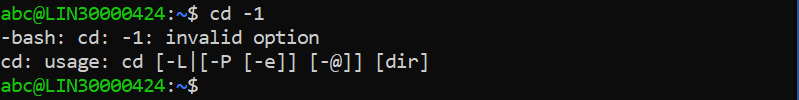 abc@LIN30000424:~$ cd -1
-bash: cd: -1: invalid option
cd: usage: cd [-L|[-P [-e]] [-@]] [dir]
abc@LIN30000424:~$